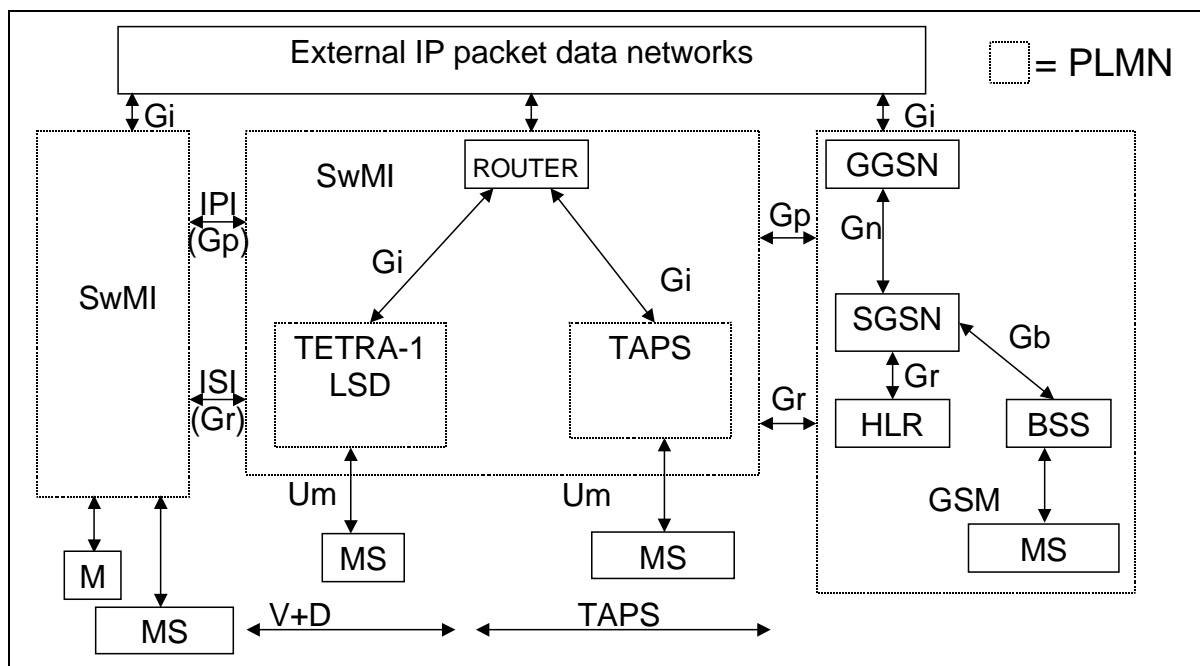 External IP packet data networks
= PLMN
Gi
Gi
SwMI
ROUTER
GGSN
IPI
(Gp)
Gp
Gn
Gi
Gi
SwMI
TETRA-1
LSD
TAPS
SGSN
Gb
ISI
(Gr)
Gr
Gr
HLR
BSS
Um
Um
GSM
M
MS
MS
MS
MS
V+D
TAPS